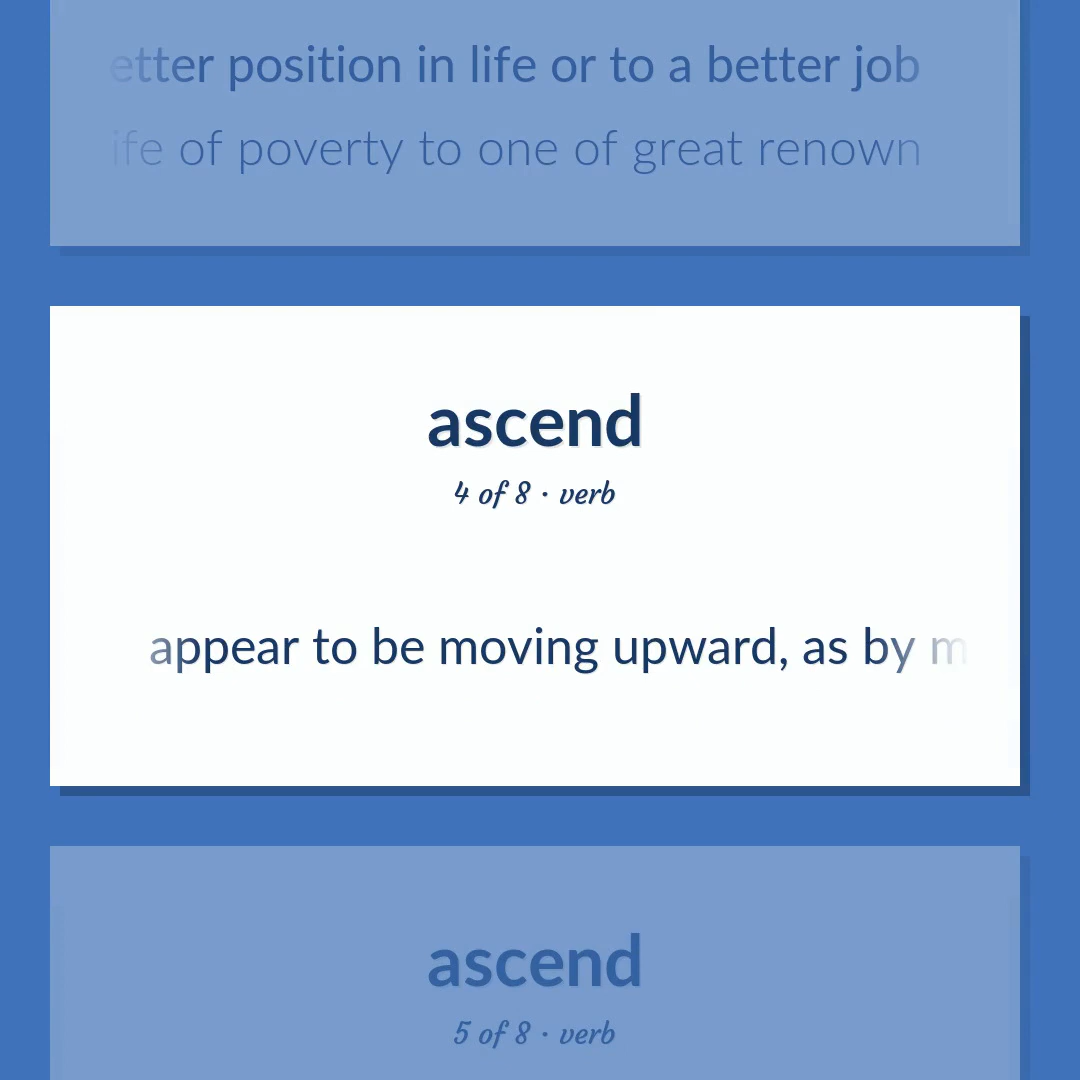 etter position in life or to a better job
ife of poverty to one of great renown
ascend
4 of 8 · verb
appear to be moving upward, as by m
ascend
5 of 8 · verb